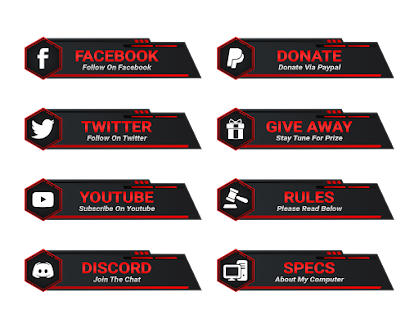 FACEBOOK
Follow On Facebook
DONATE
Donate Via Paypal
TWITTER
Follow On Twitter
GIVE AWAY
Stay Tune For Prize
YOUTUBE
Subscribe On Youtube
RULES
Please Read Below
DISCORD
Join The Chat
SPECS
About My Computer